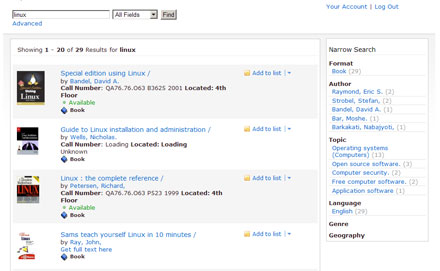 Your Account | Log Out
linux All Fields Find
Advanced
Showing 1 - 20 of 29 Results for linux
Special edition using Linux /
by Bandel, David A.
Call Number: QA76.76.O63 B3625 2001 Located: 4th
Floor
Available
Book
Add to list
Guide to Linux installation and administration /
by Wells, Nicholas.
Call Number: Loading Located: Loading
Unknown
Book
Add to list
Linux : the complete reference /
by Petersen, Richard,
Call Number: QA76.76.O63 P523 1999 Located: 4th
Floor
Available
Book
Add to list
Sams teach yourself Linux in 10 minutes /
by Ray, John,
Get full text here
Book
Add to list
Narrow Search
Format
Book (29)
Author
Raymond, Eric S. (2)
Strobel, Stefan, (2)
Bandel, David A. (1)
Bar, Moshe. (1)
Barkakati, Nabajyoti, (1)
Topic
Operating systems
(Computers) (13)
Open source software. (3)
Computer security. (2)
Free computer software. (2)
Application software (1)
Language
English (29)
Genre
Geography